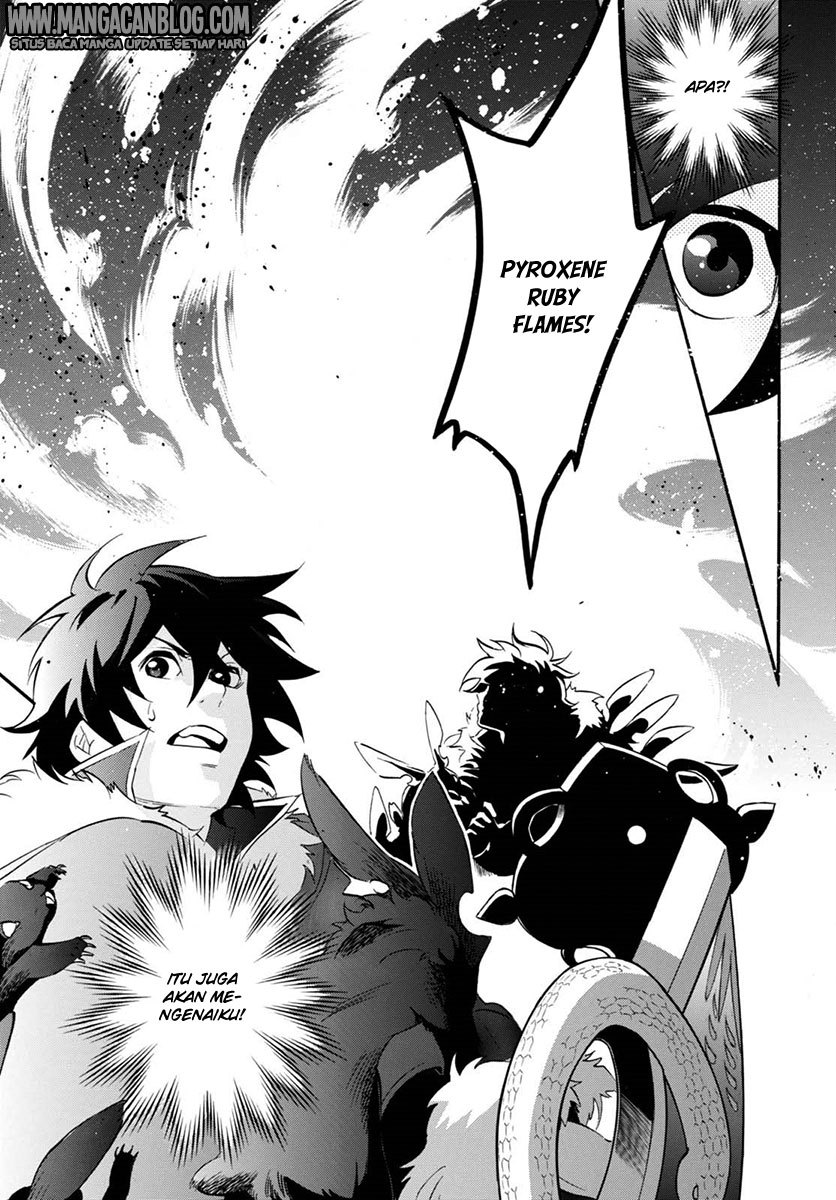 WWW.MANGACANBLOG.COM
SITUS BACA MANGA UPDATE SETIAP HARI
APA?!
PYROXENE
RUBY
FLAMES!
ITU JUGA
AKAN ME-
NGENAIKU!